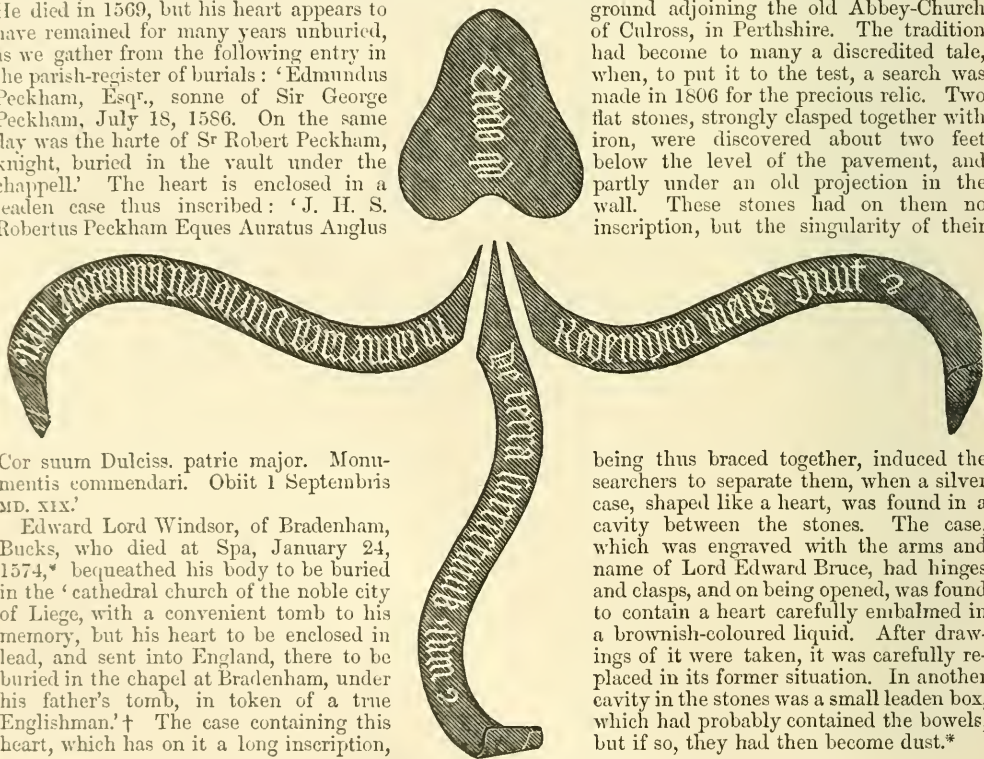 He died in 1569, but his heart appears to
have remained for many years unburied,
as we gather from the following entry in
the parish-register of burials : ‘Edmundus
Peckham, Esqʳ., sonne of Sir George
Peckham, July 18, 1586. On the same
day was the harte of Sʳ Robert Peckham,
knight, buried in the vault under the
chappell.’ The heart is enclosed in a
leaden case thus inscribed : ‘J. H. S.
Robertus Peckham Eques Auratus Anglus
Cor suum Dulciss. patrie major. Monu-
mentis commendari. Obiit 1 Septembris
MD. XIX.’
Edward Lord Windsor, of Bradenham,
Bucks, who died at Spa, January 24,
1574,* bequeathed his body to be buried
in the ‘cathedral church of the noble city
of Liege, with a convenient tomb to his
memory, but his heart to be enclosed in
lead, and sent into England, there to be
buried in the chapel at Bradenham, under
his father’s tomb, in token of a true
Englishman.’† The case containing this
heart, which has on it a long inscription,
Credo qd
Redemptor meus Vivit ?
De terra surrecturus sum ?
in carne mea videbo
ground adjoining the old Abbey-Church
of Culross, in Perthshire. The tradition
had become to many a discredited tale,
when, to put it to the test, a search was
made in 1806 for the precious relic. Two
flat stones, strongly clasped together with
iron, were discovered about two feet
below the level of the pavement, and
partly under an old projection in the
wall. These stones had on them no
inscription, but the singularity of their
being thus braced together, induced the
searchers to separate them, when a silver
case, shaped like a heart, was found in a
cavity between the stones. The case,
which was engraved with the arms and
name of Lord Edward Bruce, had hinges
and clasps, and on being opened, was found
to contain a heart carefully embalmed in
a brownish-coloured liquid. After draw-
ings of it were taken, it was carefully re-
placed in its former situation. In another
cavity in the stones was a small leaden box,
which had probably contained the bowels,
but if so, they had then become dust.*